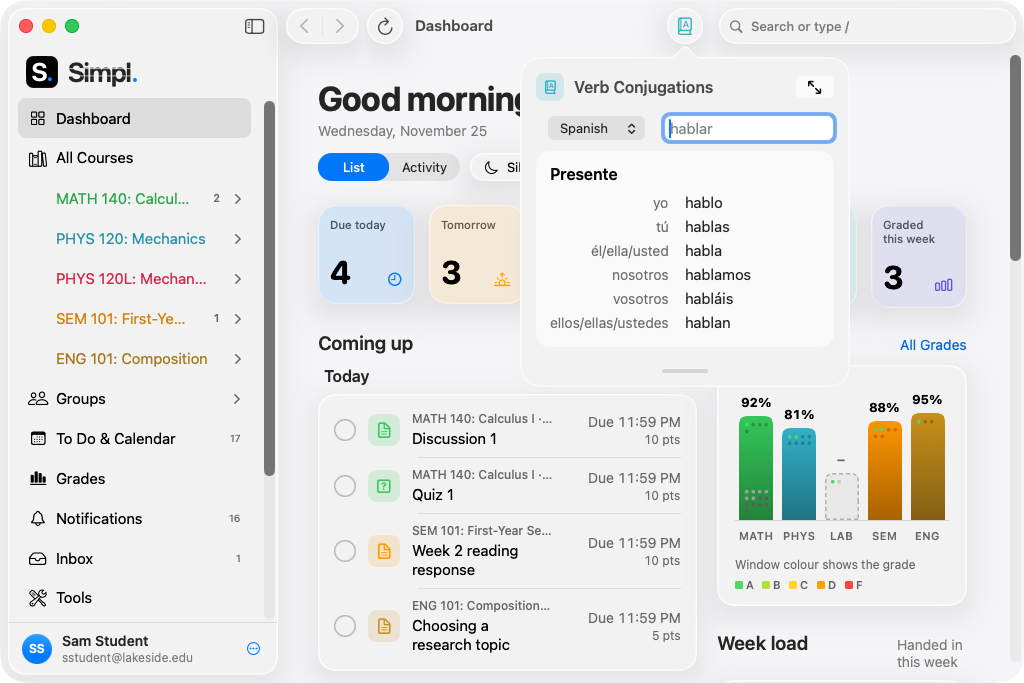 Dashboard
Search or type /
S. Simpl.
Dashboard
All Courses
MATH 140: Calcul... 2
PHYS 120: Mechanics
PHYS 120L: Mechan...
SEM 101: First-Ye... 1
ENG 101: Composition
Groups
To Do & Calendar 17
Grades
Notifications 16
Inbox 1
Tools
SS
Sam Student
sstudent@lakeside.edu
Good morning
Wednesday, November 25
List Activity
Due today
4
Tomorrow
3
Graded
this week
3
Verb Conjugations
Spanish hablar
Presente
yo hablo
tú hablas
él/ella/usted habla
nosotros hablamos
vosotros habláis
ellos/ellas/ustedes hablan
Coming up
Today
MATH 140: Calculus I ·...
Discussion 1
Due 11:59 PM
10 pts
MATH 140: Calculus I ·...
Quiz 1
Due 11:59 PM
10 pts
SEM 101: First-Year Se...
Week 2 reading
response
Due 11:59 PM
10 pts
ENG 101: Composition...
Choosing a
research topic
Due 11:59 PM
5 pts
All Grades
92% 81% – 88% 95%
MATH PHYS LAB SEM ENG
Window colour shows the grade
A B C D F
Week load
Handed in
this week